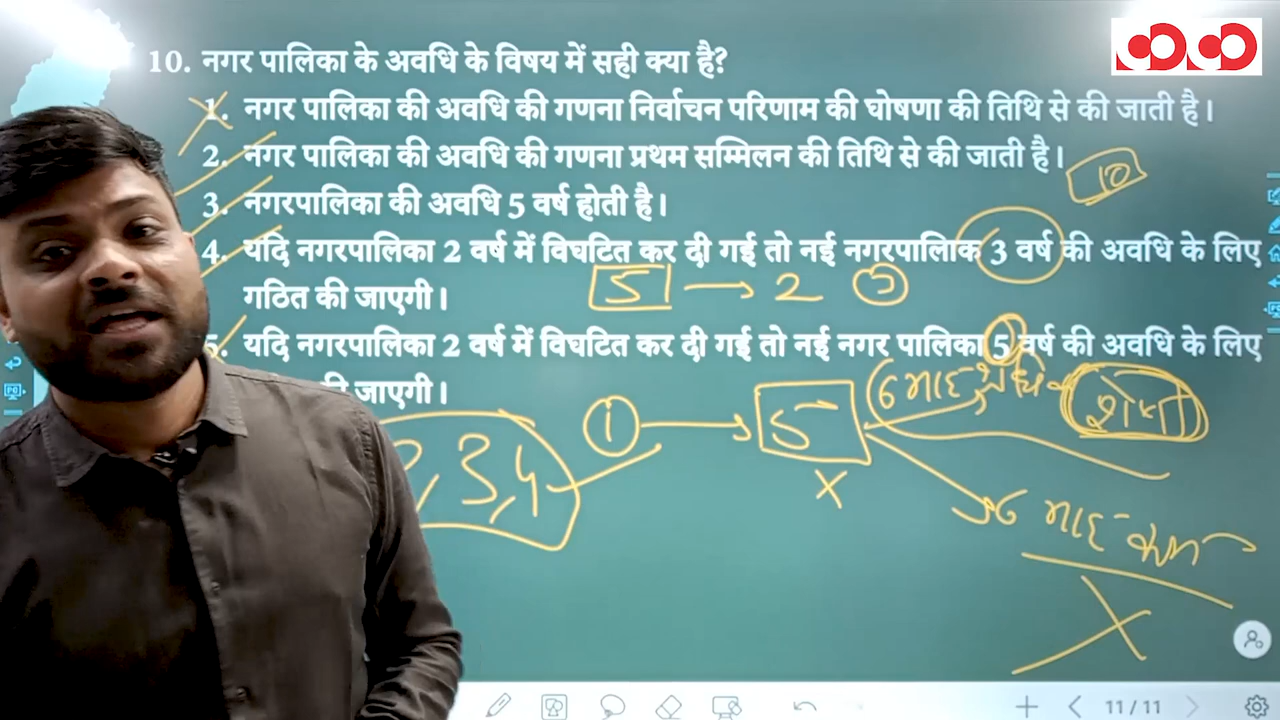 10. नगर पालिका के अवधि के विषय में सही क्या है?
1. नगर पालिका की अवधि की गणना निर्वाचन परिणाम की घोषणा की तिथि से की जाती है।
2. नगर पालिका की अवधि की गणना प्रथम सम्मिलन की तिथि से की जाती है।
10
3. नगरपालिका की अवधि 5 वर्ष होती है।
4. यदि नगरपालिका 2 वर्ष में विघटित कर दी गई तो नई नगरपालिाक 3 वर्ष की अवधि के लिए
गठित की जाएगी।
5 → 2 3
5. यदि नगरपालिका 2 वर्ष में विघटित कर दी गई तो नई नगर पालिका 5 वर्ष की अवधि के लिए
जाएगी।
6 माह शेष
, 3, 4
1 → 5
6 माह कम
11 / 11